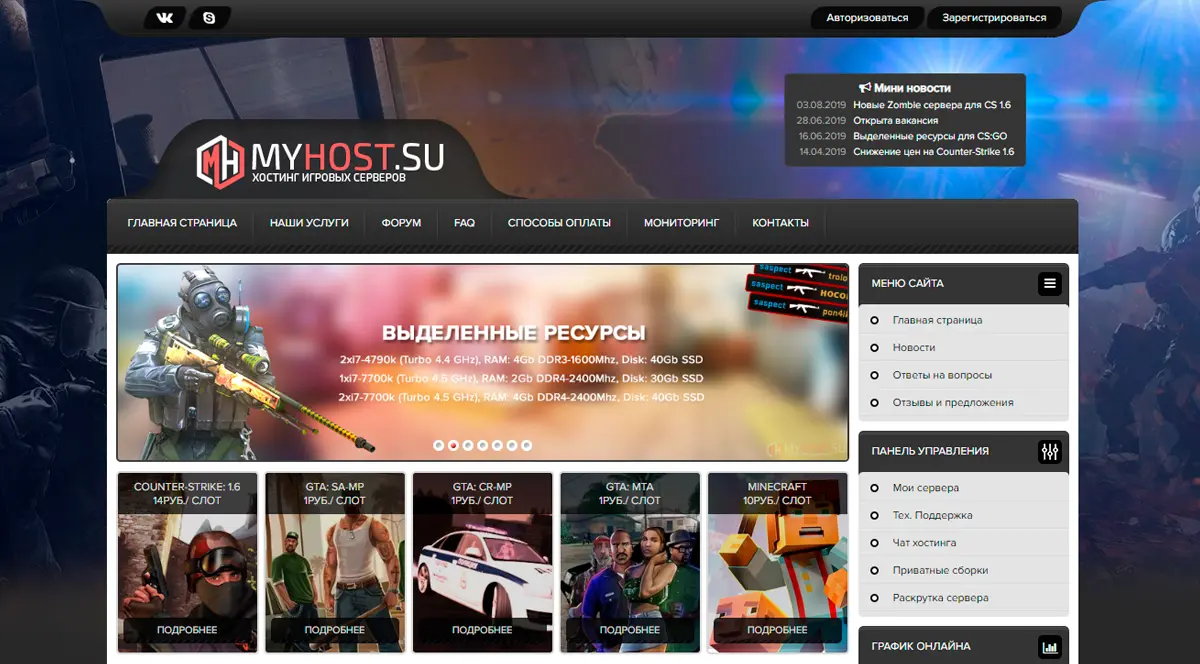 Авторизоваться
Зарегистрироваться
Мини новости
03.08.2019 Новые Zombie сервера для CS 1.6
28.06.2019 Открыта вакансия
16.06.2019 Выделенные ресурсы для CS:GO
14.04.2019 Снижение цен на Counter-Strike 1.6
MH MYHOST.SU
ХОСТИНГ ИГРОВЫХ СЕРВЕРОВ
ГЛАВНАЯ СТРАНИЦА
НАШИ УСЛУГИ
ФОРУМ
FAQ
СПОСОБЫ ОПЛАТЫ
МОНИТОРИНГ
КОНТАКТЫ
saspect
saspect
saspect
ВЫДЕЛЕННЫЕ РЕСУРСЫ
2xi7-4790k (Turbo 4.4 GHz), RAM: 4Gb DDR3-1600Mhz, Disk: 40Gb SSD
1xi7-7700k (Turbo 4.5 GHz), RAM: 2Gb DDR4-2400Mhz, Disk: 30Gb SSD
2xi7-7700k (Turbo 4.5 GHz), RAM: 4Gb DDR4-2400Mhz, Disk: 40Gb SSD
COUNTER-STRIKE: 1.6
14РУБ./ СЛОТ
ПОДРОБНЕЕ
GTA: SA-MP
1РУБ./ СЛОТ
ПОДРОБНЕЕ
GTA: CR-MP
1РУБ./ СЛОТ
ПОДРОБНЕЕ
GTA: MTA
1РУБ./ СЛОТ
ПОДРОБНЕЕ
MINECRAFT
10РУБ./ СЛОТ
ПОДРОБНЕЕ
МЕНЮ САЙТА
Главная страница
Новости
Ответы на вопросы
Отзывы и предложения
ПАНЕЛЬ УПРАВЛЕНИЯ
Мои сервера
Тех. Поддержка
Чат хостинга
Приватные сборки
Раскрутка сервера
ГРАФИК ОНЛАЙНА